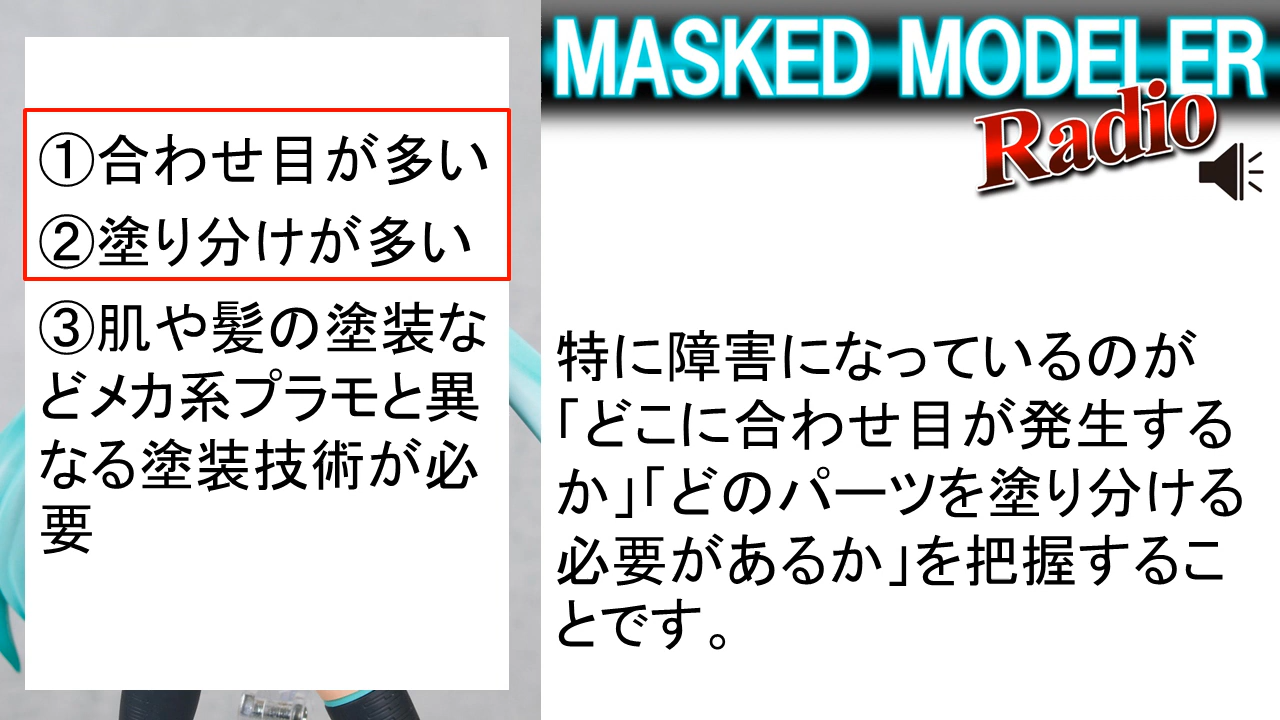 ①合わせ目が多い
②塗り分けが多い
③肌や髪の塗装な
どメカ系プラモと異
なる塗装技術が必
要
MASKED MODELER
Radio
特に障害になっているのが
「どこに合わせ目が発生する
か」「どのパーツを塗り分ける
必要があるか」を把握するこ
とです。